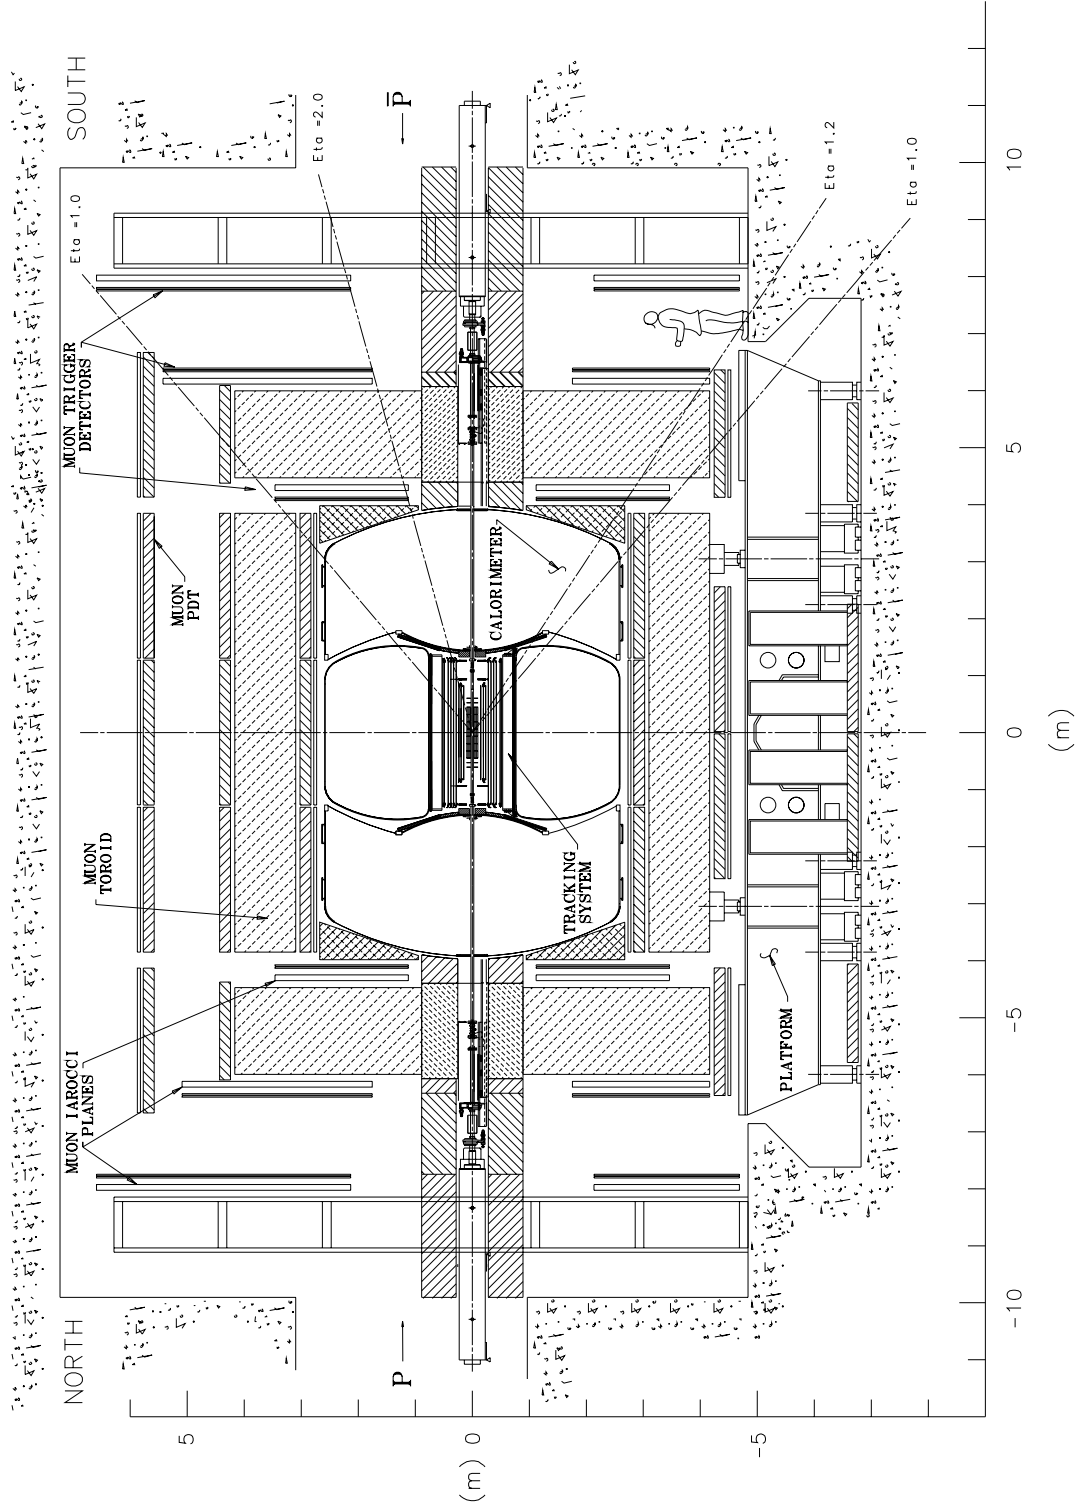 NORTH
SOUTH
MUON IAROCCI
PLANES
MUON
TOROID
MUON
PDT
MUON TRIGGER
DETECTORS
Eta =1.0
Eta =2.0
P
P̅
CALORIMETER
TRACKING
SYSTEM
Eta =1.2
Eta =1.0
PLATFORM
5
0
-5
(m)
-10
-5
0
5
10
(m)